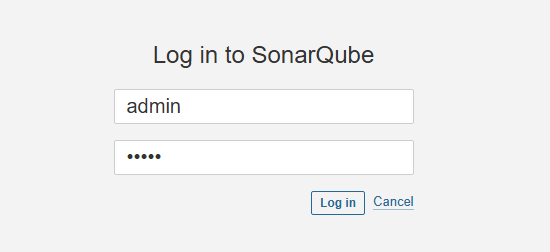 Log in to SonarQube
admin
•••••
Log in Cancel